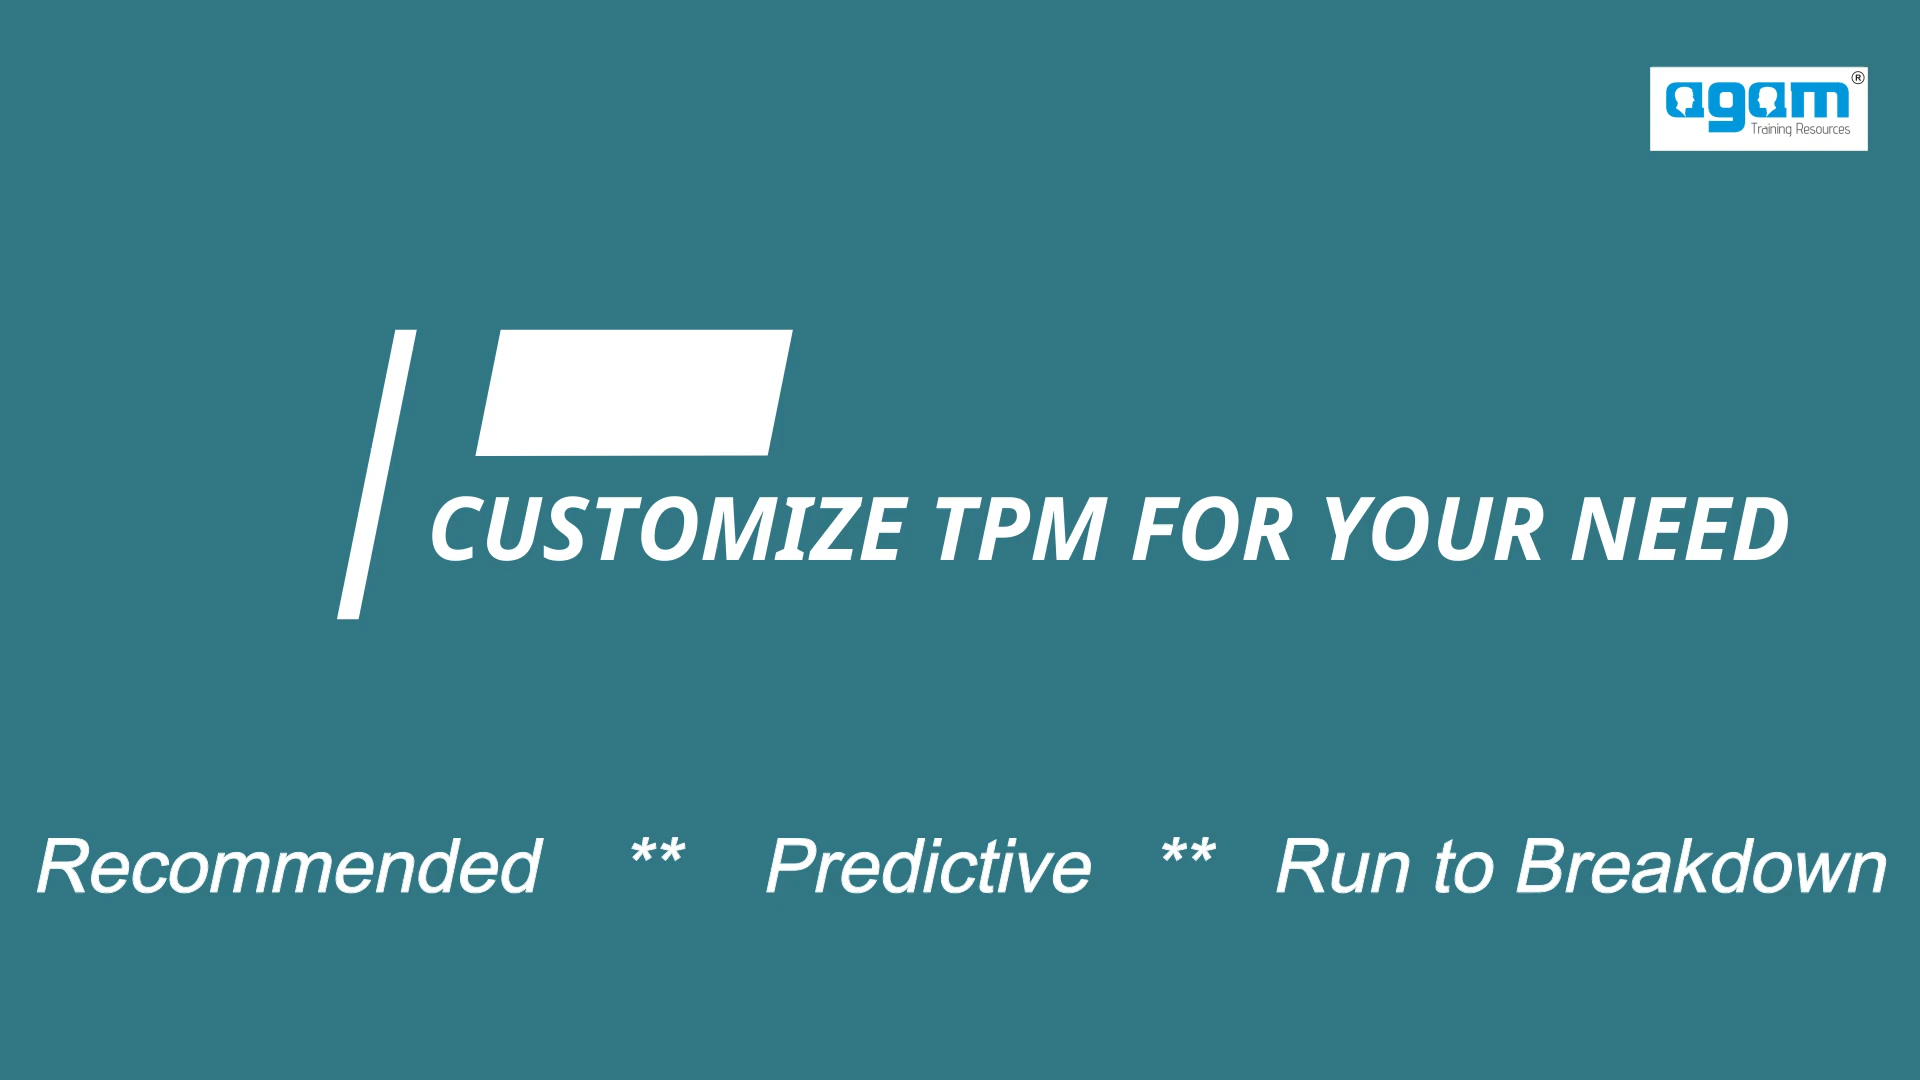 agam ®
Training Resources
CUSTOMIZE TPM FOR YOUR NEED
Recommended ** Predictive ** Run to Breakdown